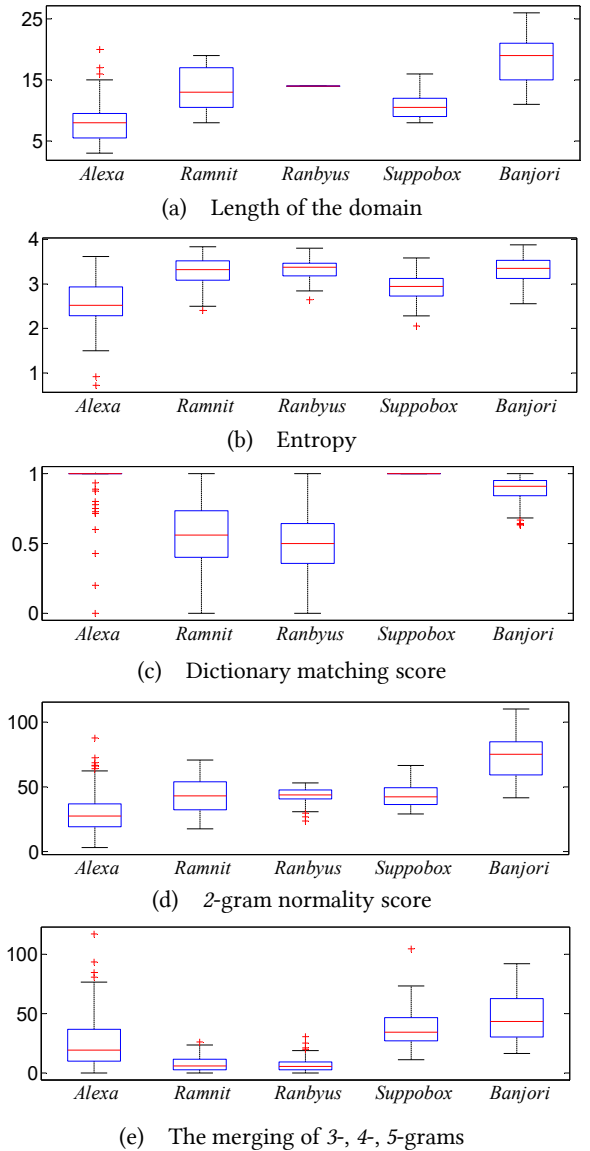 25
15
5
Alexa Ramnit Ranbyus Suppobox Banjori
(a) Length of the domain
4
3
2
1
Alexa Ramnit Ranbyus Suppobox Banjori
(b) Entropy
1
0.5
0
Alexa Ramnit Ranbyus Suppobox Banjori
(c) Dictionary matching score
100
50
0
Alexa Ramnit Ranbyus Suppobox Banjori
(d) 2-gram normality score
100
50
0
Alexa Ramnit Ranbyus Suppobox Banjori
(e) The merging of 3-, 4-, 5-grams